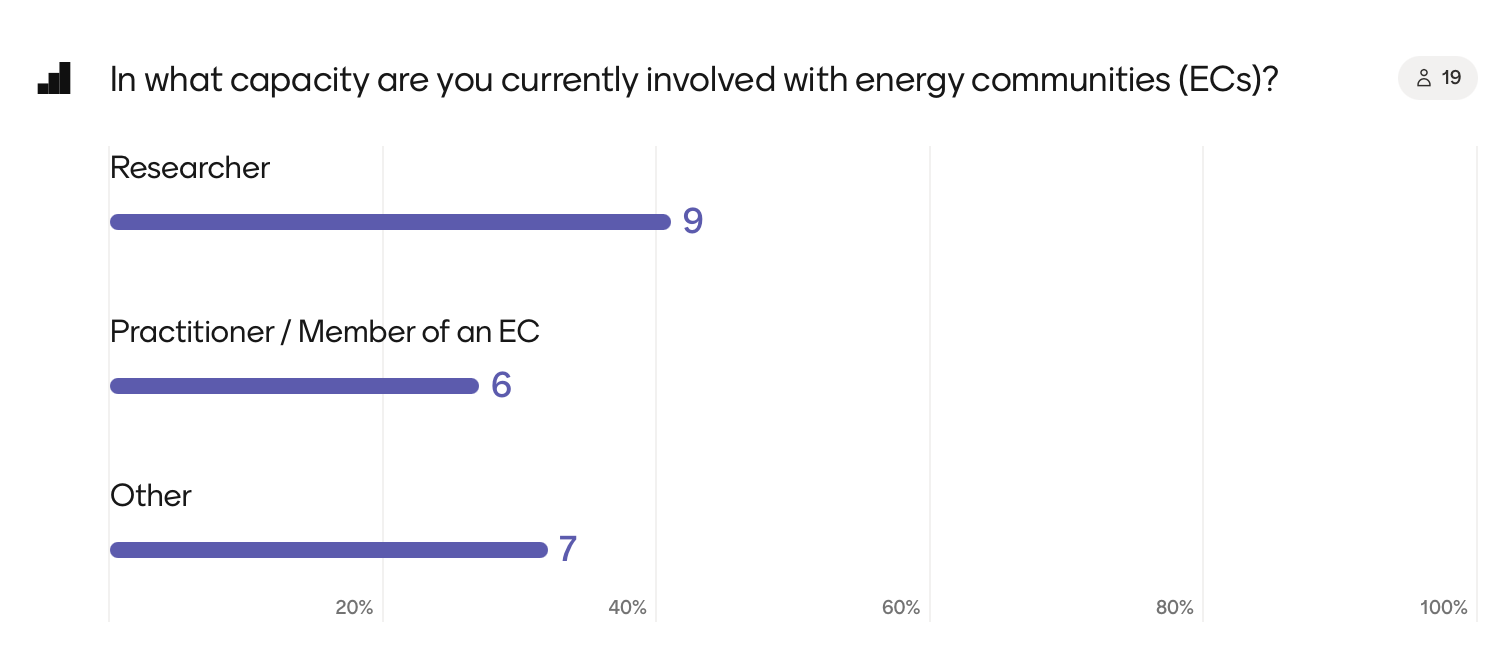 In what capacity are you currently involved with energy communities (ECs)?
19
Researcher
9
Practitioner / Member of an EC
6
Other
7
20%
40%
60%
80%
100%